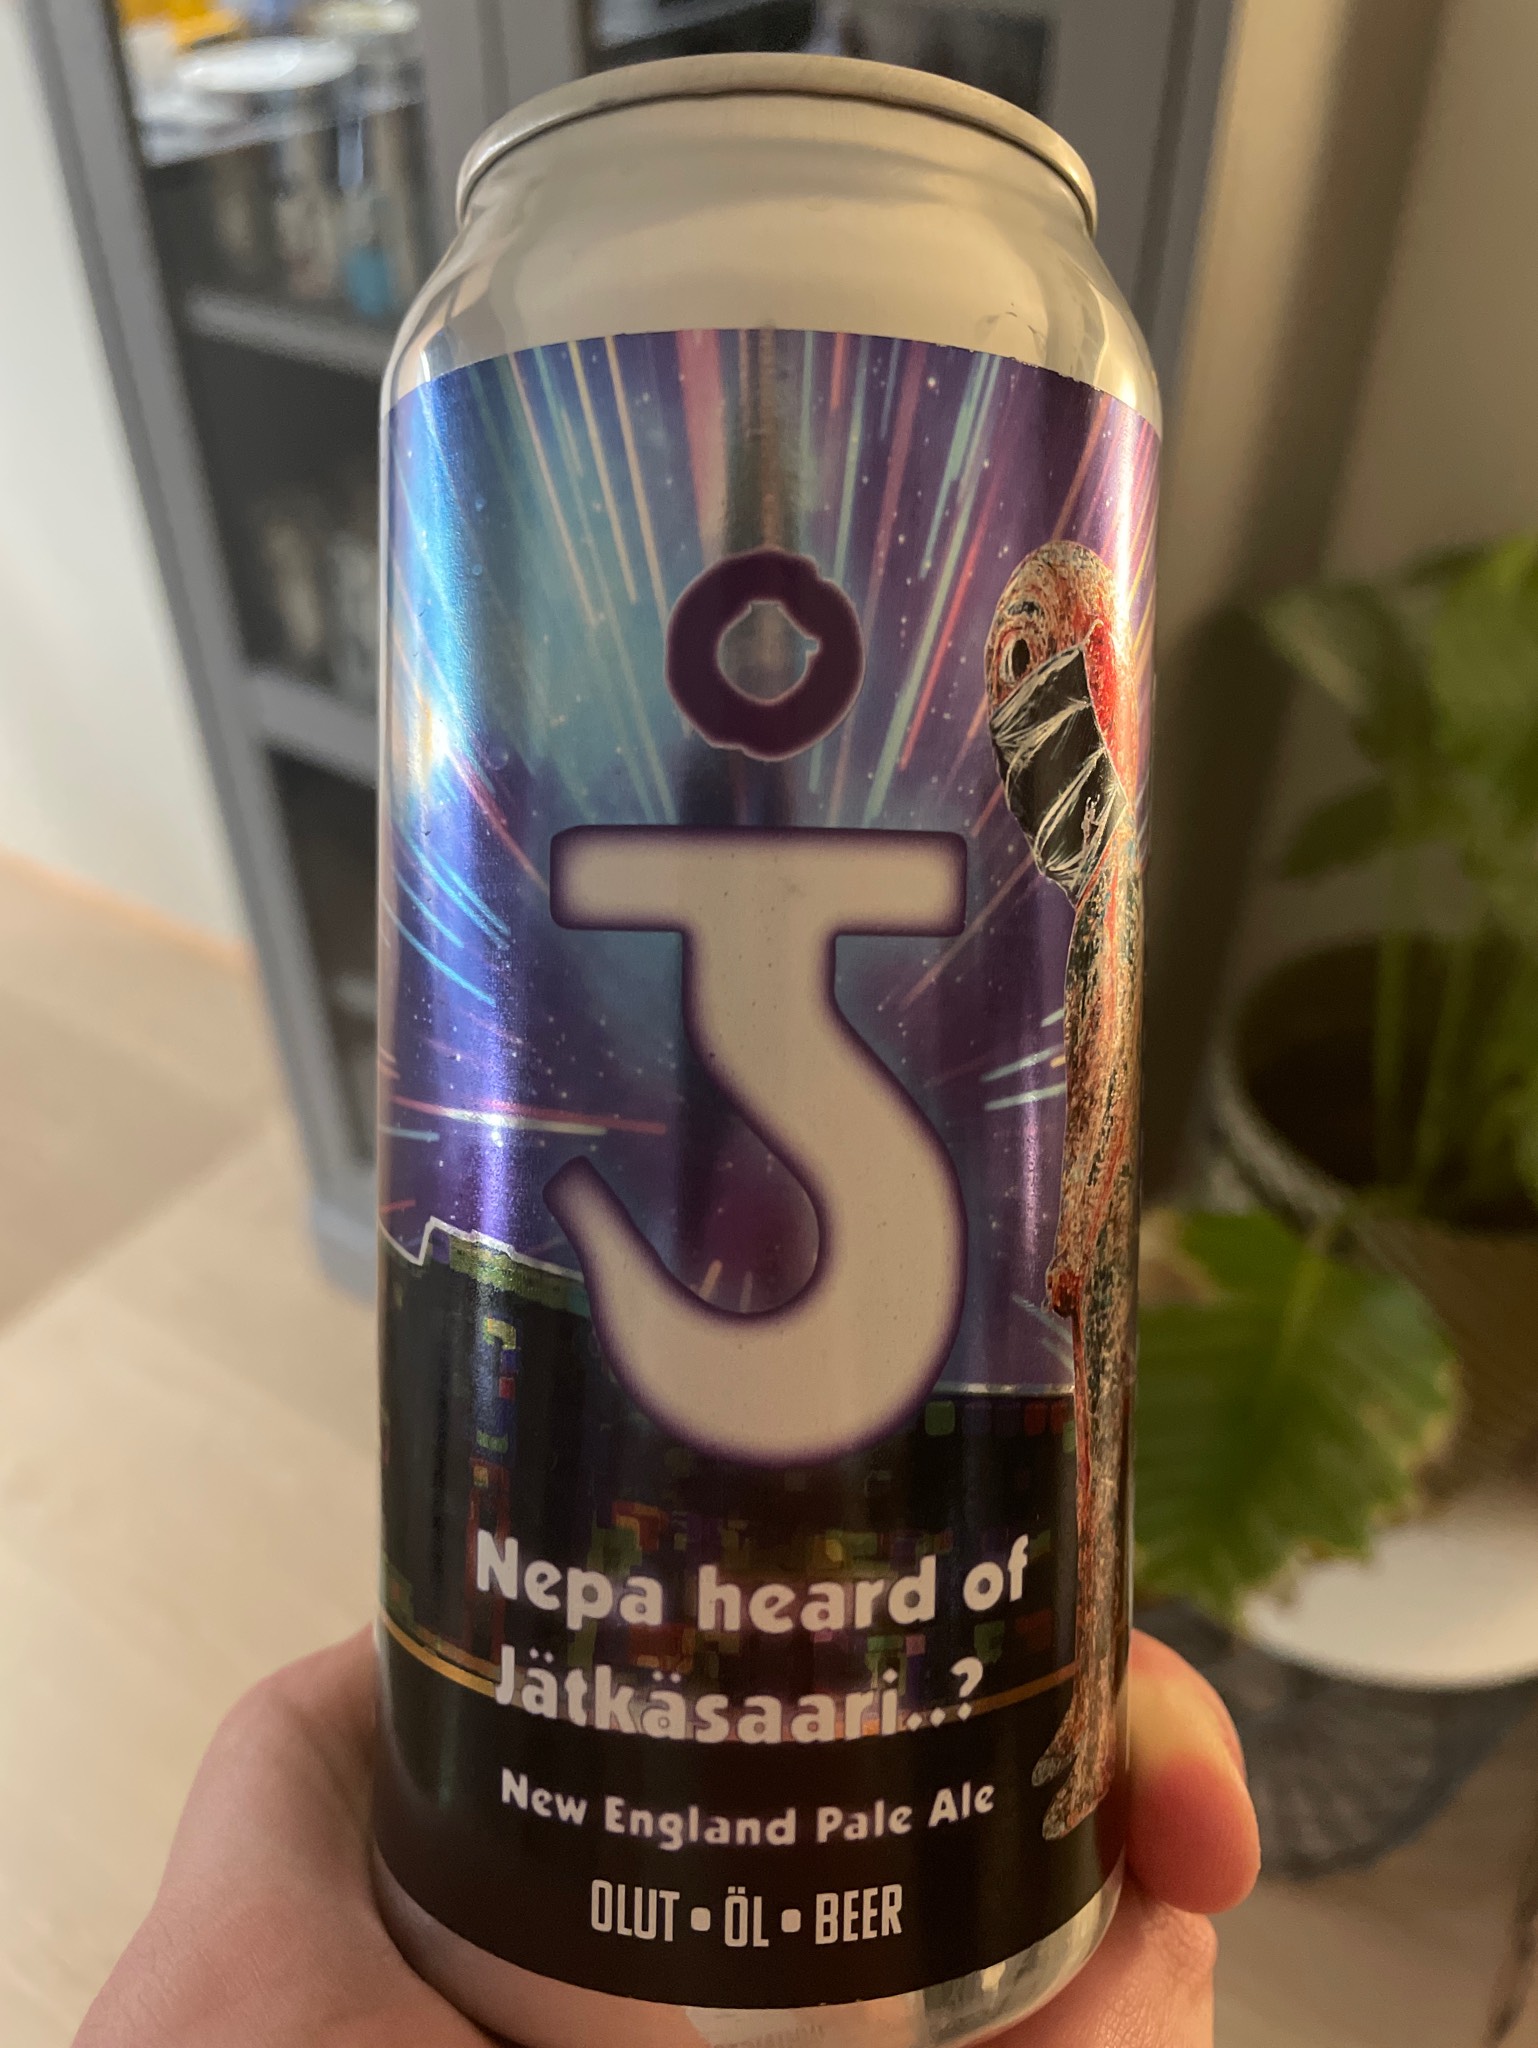 Nepa heard of
Jätkäsaari..?
New England Pale Ale
OLUT • ÖL • BEER